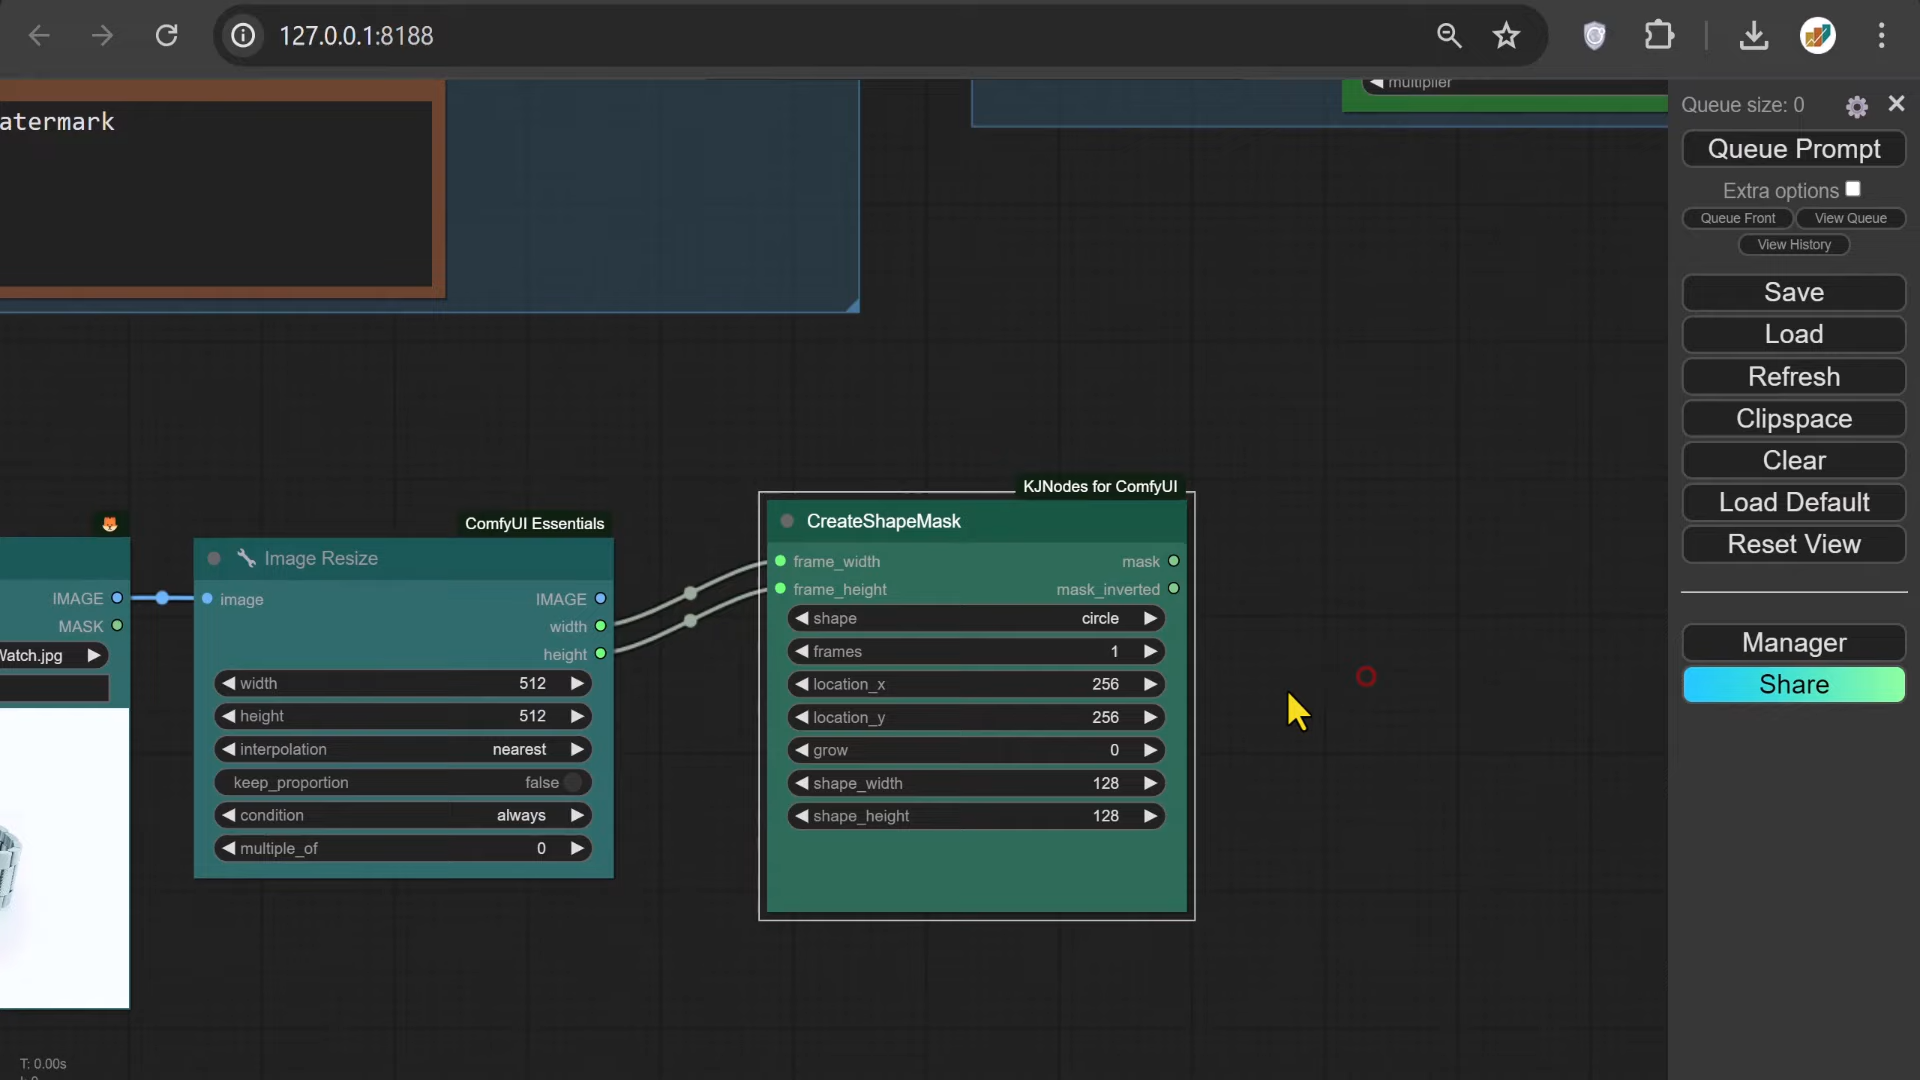 127.0.0.1:8188
atermark
multiplier
Queue size: 0
Queue Prompt
Extra options
Queue Front
View Queue
View History
Save
Load
Refresh
Clipspace
Clear
Load Default
Reset View
Manager
Share
IMAGE
MASK
Watch.jpg
ComfyUI Essentials
Image Resize
image
IMAGE
width
height
width 512
height 512
interpolation nearest
keep_proportion false
condition always
multiple_of 0
KJNodes for ComfyUI
CreateShapeMask
frame_width mask
frame_height mask_inverted
shape circle
frames 1
location_x 256
location_y 256
grow 0
shape_width 128
shape_height 128
T: 0.00s